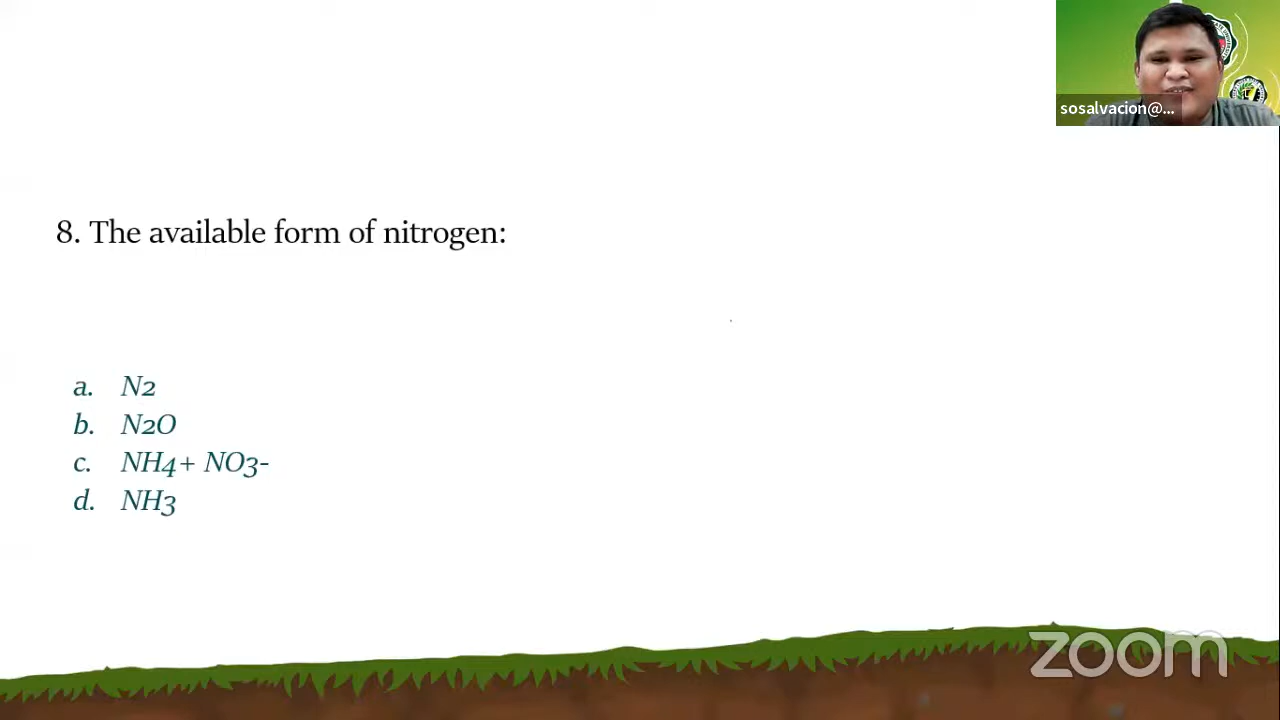 sosalvacion@...
8. The available form of nitrogen:
a. N2
b. N2O
c. NH4+ NO3-
d. NH3
zoom